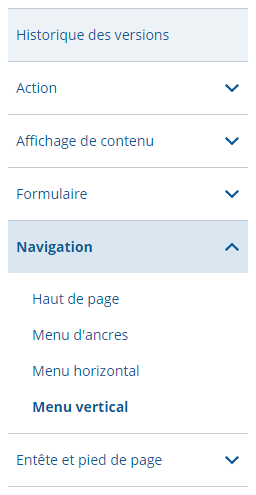 Historique des versions
Action
Affichage de contenu
Formulaire
Navigation
Haut de page
Menu d'ancres
Menu horizontal
Menu vertical
Entête et pied de page